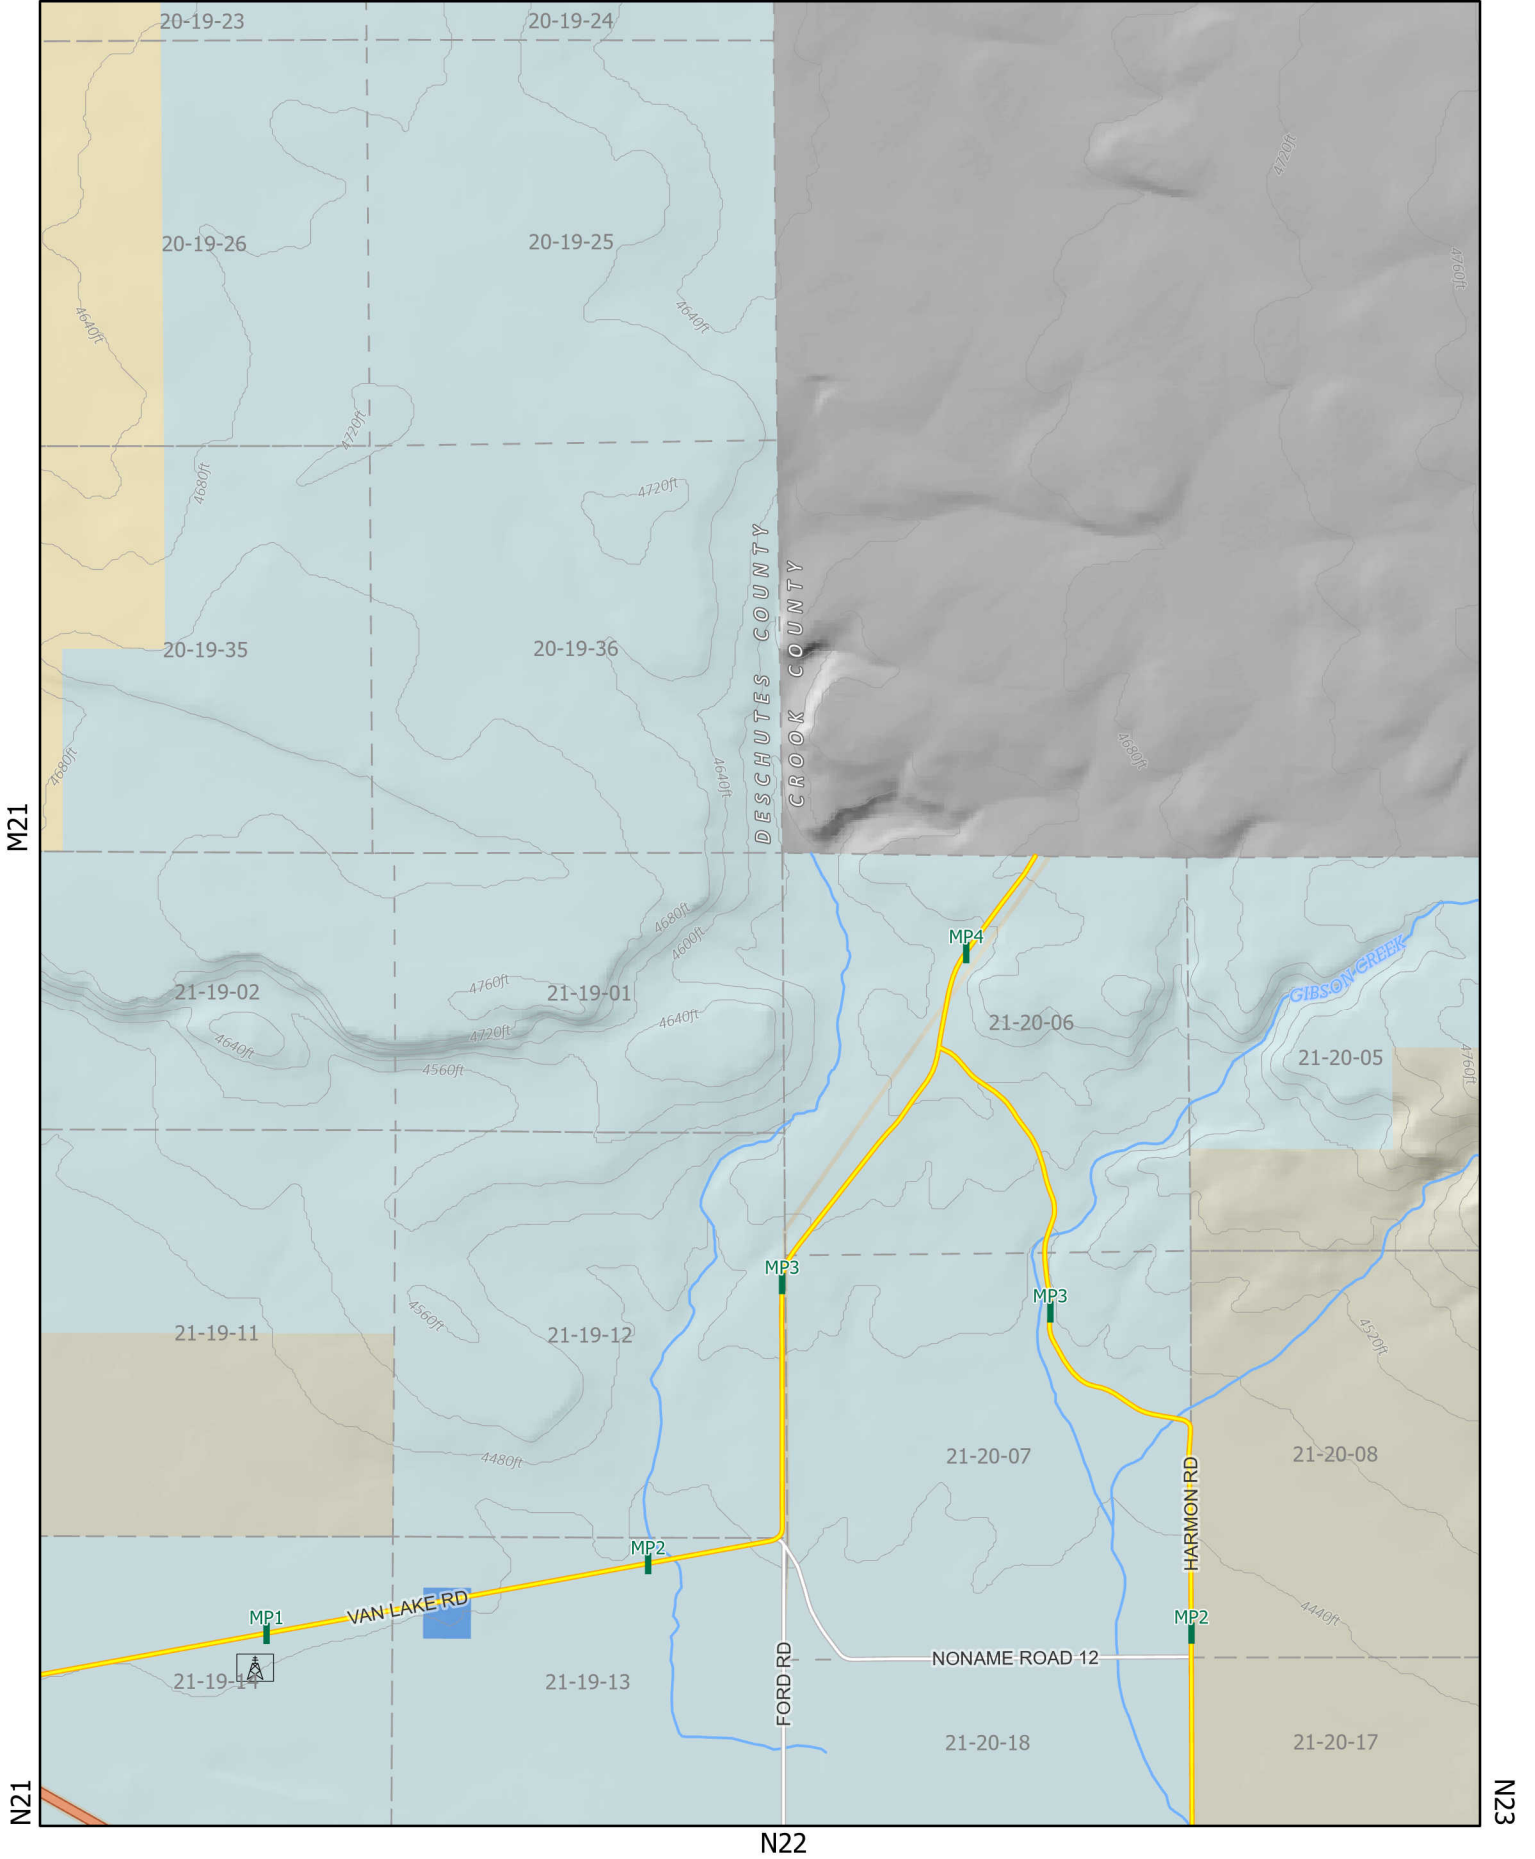 20-19-23
20-19-24
4720ft
20-19-26
20-19-25
4760ft
4640ft
4640ft
4720ft
4680ft
4720ft
DESCHUTES COUNTY
CROOK COUNTY
20-19-35
20-19-36
4680ft
4640ft
4680ft
M21
4680ft
4600ft
MP4
GIBSON CREEK
21-19-02
4760ft
21-19-01
4640ft
21-20-06
4640ft
4720ft
4560ft
21-20-05
4760ft
MP3
MP3
4560ft
21-19-11
21-19-12
4520ft
4480ft
21-20-07
21-20-08
HARMON RD
MP2
VAN LAKE RD
MP1
MP2
4440ft
NONAME ROAD 12
FORD RD
21-19-14
21-19-13
21-20-18
21-20-17
N21
N23
N22